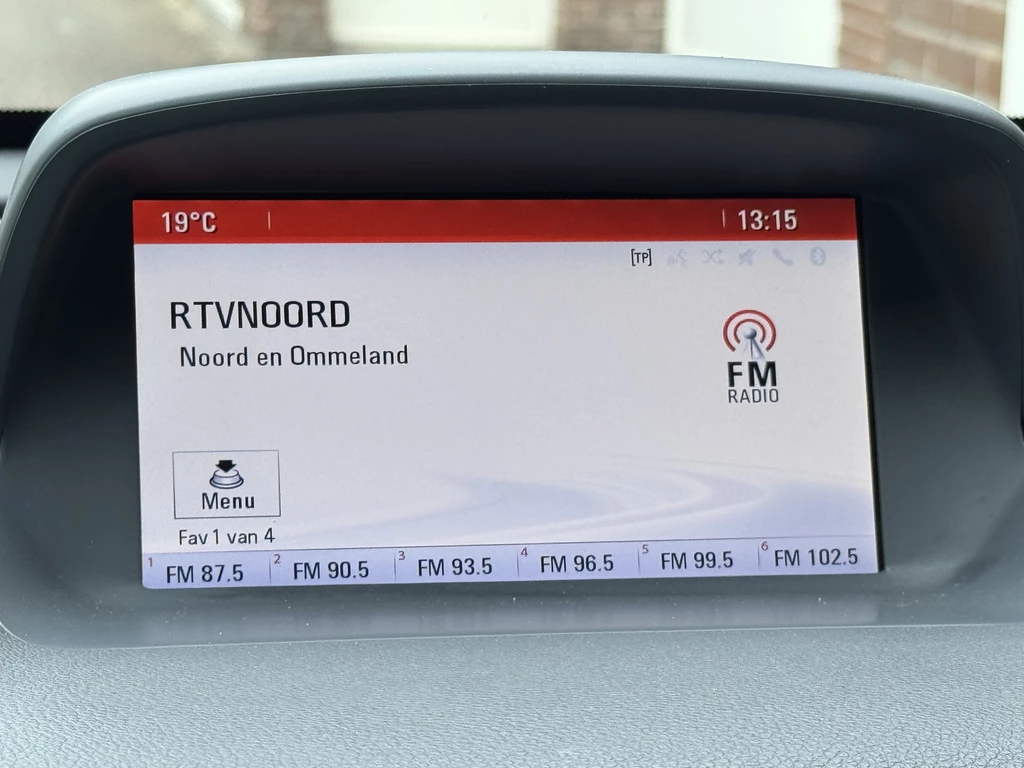 19°C 13:15
[TP]
RTVNOORD
Noord en Ommeland
FM
RADIO
Menu
Fav 1 van 4
1 FM 87.5 2 FM 90.5 3 FM 93.5 4 FM 96.5 5 FM 99.5 6 FM 102.5